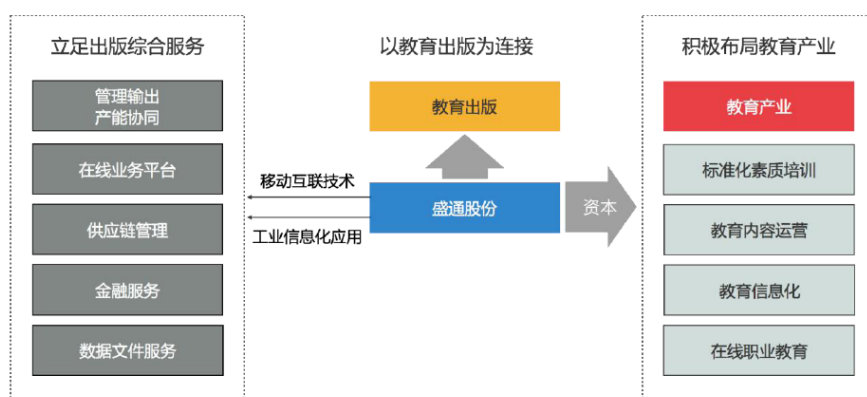 立足出版综合服务
管理输出
产能协同
在线业务平台
供应链管理
金融服务
数据文件服务
以教育出版为连接
教育出版
移动互联技术
盛通股份
资本
工业信息化应用
积极布局教育产业
教育产业
标准化素质培训
教育内容运营
教育信息化
在线职业教育